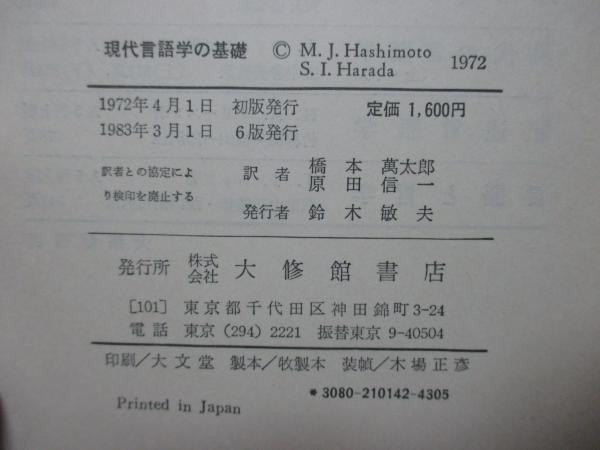 現代言語学の基礎 © M. J. Hashimoto
S. I. Harada 1972
1972年4月1日 初版発行 定価 1,600円
1983年3月1日 6版発行
訳者との協定によ
り検印を廃止する
訳者 橋本萬太郎
原田信一
発行者 鈴木敏夫
発行所 株式会社 大修館書店
[101] 東京都千代田区神田錦町3-24
電話 東京 (294) 2221 振替東京 9-40504
印刷/大文堂 製本/牧製本 装幀/木場正彦
*3080-210142-4305
Printed in Japan